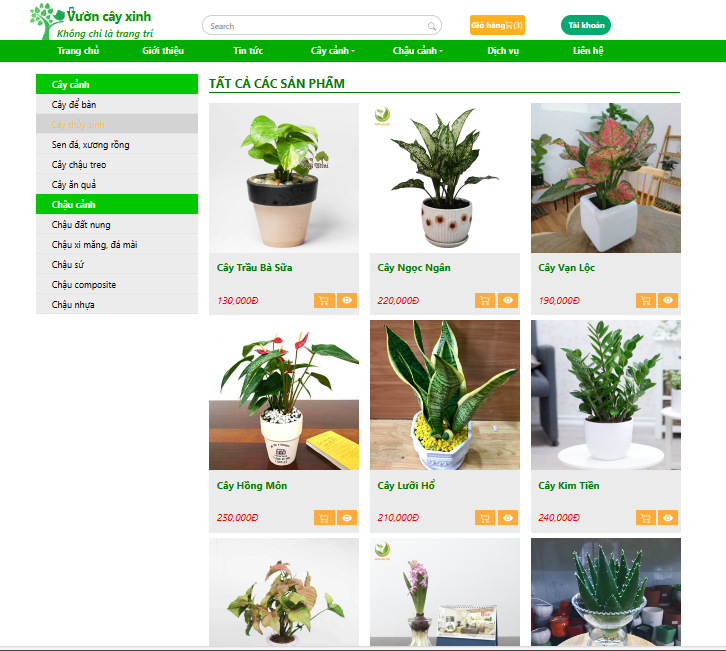 Vườn cây xinh
Không chỉ là trang trí
Search
Giỏ hàng(3)
Tài khoản
Trang chủ
Giới thiệu
Tin tức
Cây cảnh
Chậu cảnh
Dịch vụ
Liên hệ
Cây cảnh
Cây để bàn
Cây thủy sinh
Sen đá, xương rồng
Cây chậu treo
Cây ăn quả
Chậu cảnh
Chậu đất nung
Chậu xi măng, đá mài
Chậu sứ
Chậu composite
Chậu nhựa
TẤT CẢ CÁC SẢN PHẨM
Cây Trầu Bà Sữa
130,000Đ
Cây Ngọc Ngân
220,000Đ
Cây Vạn Lộc
190,000Đ
Cây Hồng Môn
250,000Đ
Cây Lưỡi Hổ
210,000Đ
Cây Kim Tiền
240,000Đ